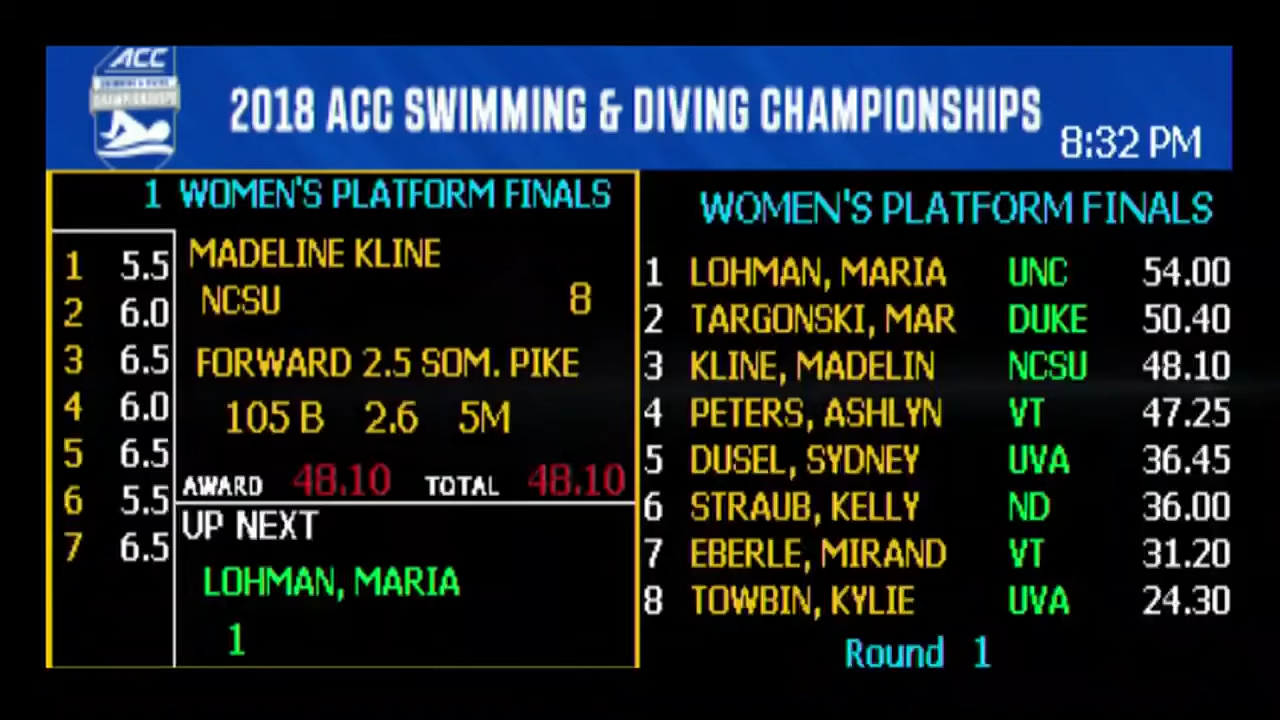 ACC
CHAMPIONSHIPS
2018 ACC SWIMMING & DIVING CHAMPIONSHIPS
8:32 PM
1 WOMEN'S PLATFORM FINALS
1 5.5
2 6.0
3 6.5
4 6.0
5 6.5
6 5.5
7 6.5
MADELINE KLINE
NCSU 8
FORWARD 2.5 SOM. PIKE
105 B 2.6 5M
AWARD 48.10 TOTAL 48.10
UP NEXT
LOHMAN, MARIA
1
WOMEN'S PLATFORM FINALS
1 LOHMAN, MARIA UNC 54.00
2 TARGONSKI, MAR DUKE 50.40
3 KLINE, MADELIN NCSU 48.10
4 PETERS, ASHLYN VT 47.25
5 DUSEL, SYDNEY UVA 36.45
6 STRAUB, KELLY ND 36.00
7 EBERLE, MIRAND VT 31.20
8 TOWBIN, KYLIE UVA 24.30
Round 1